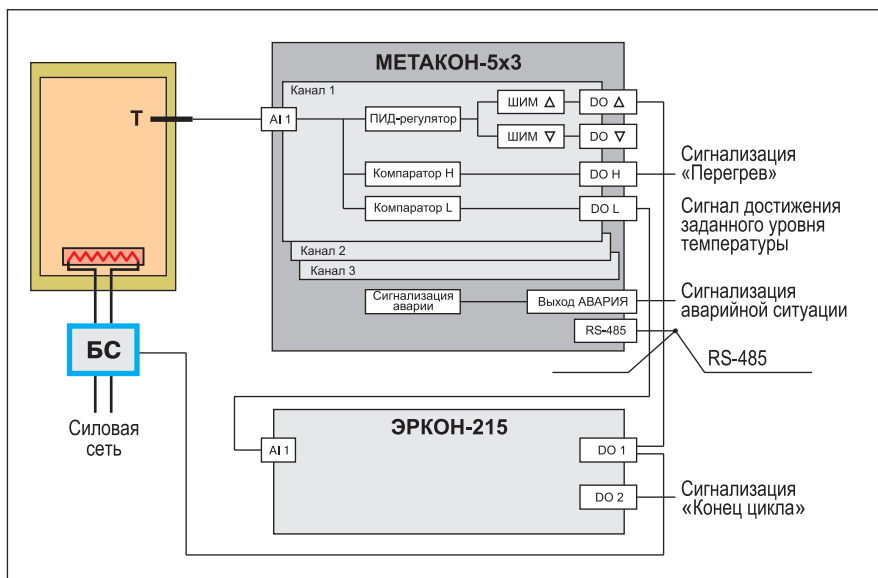 МЕТАКОН-5х3
Канал 1
T
AI 1
ПИД-регулятор
ШИМ △
DO △
ШИМ ▽
DO ▽
Компаратор H
DO H
Сигнализация
«Перегрев»
Компаратор L
DO L
Сигнал достижения
заданного уровня
температуры
Канал 2
Канал 3
Сигнализация
аварии
Выход АВАРИЯ
Сигнализация
аварийной ситуации
RS-485
RS-485
БС
Силовая
сеть
ЭРКОН-215
AI 1
DO 1
DO 2
Сигнализация
«Конец цикла»